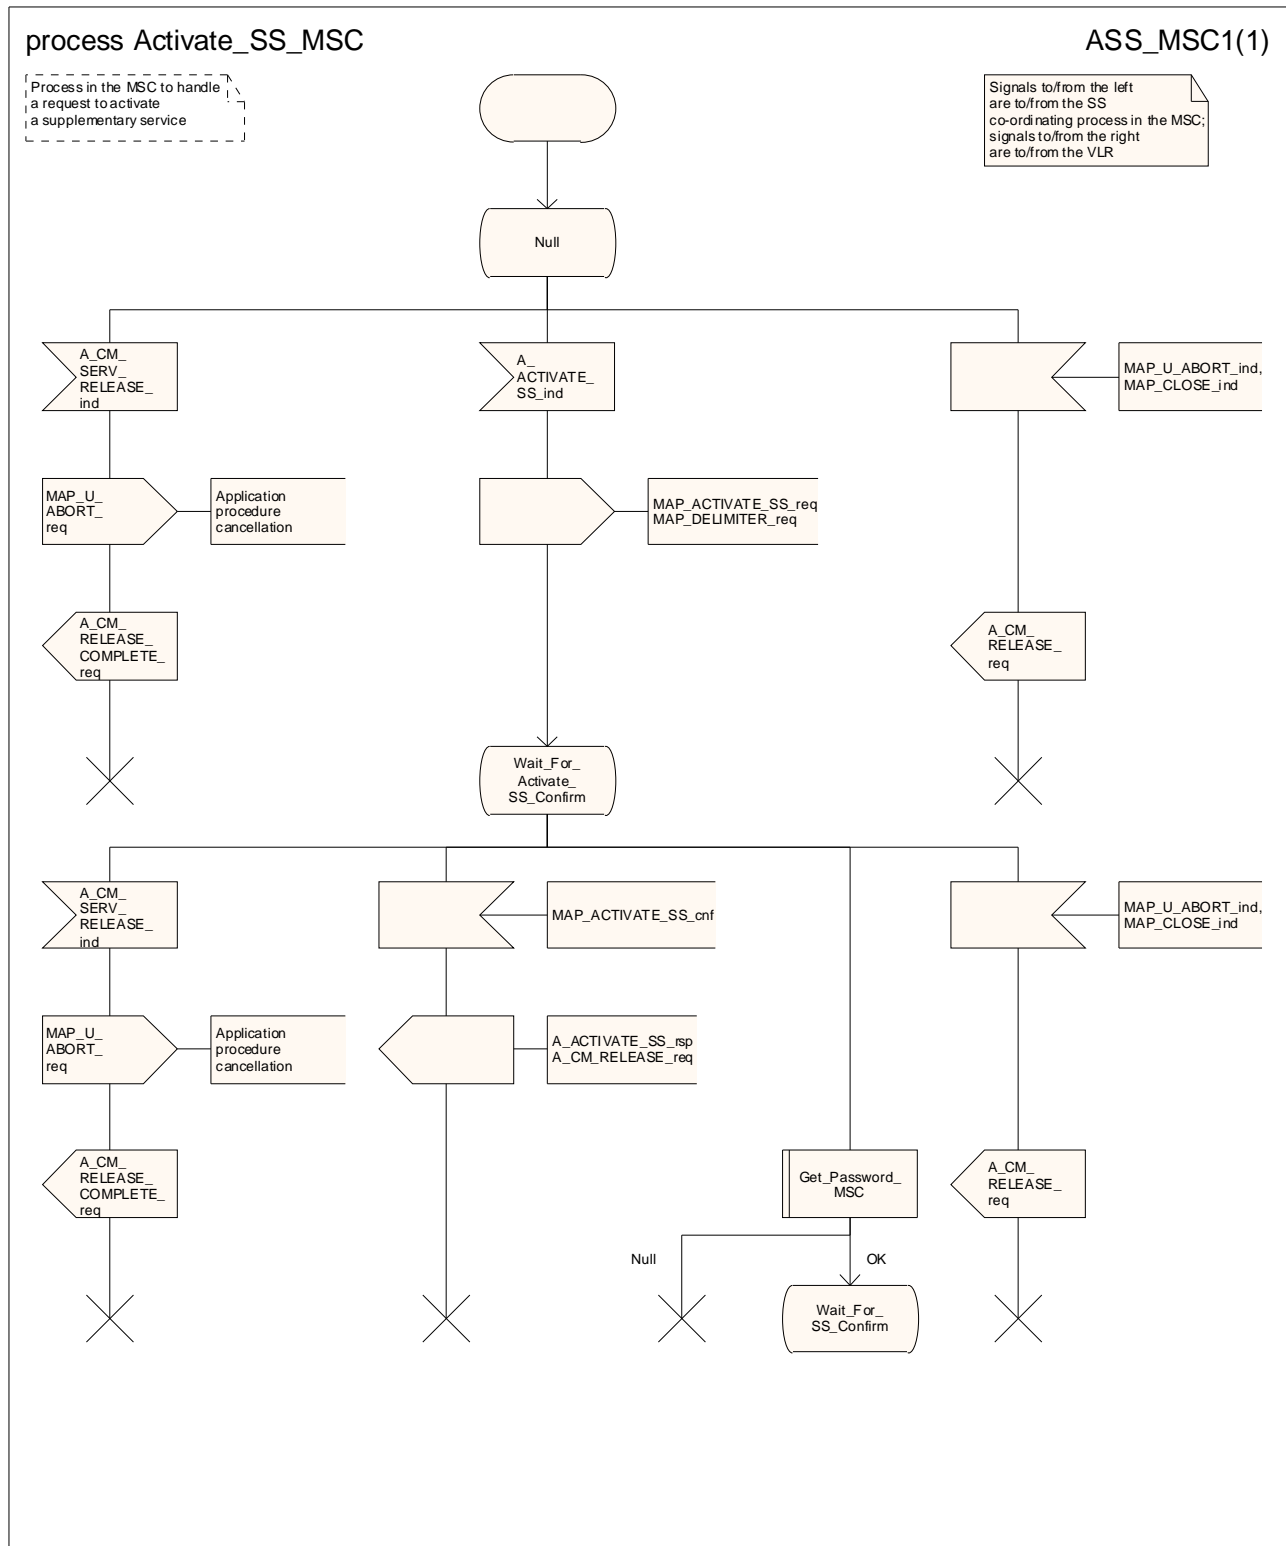 process Activate_SS_MSC
ASS_MSC1(1)
Process in the MSC to handle
a request to activate
a supplementary service
Signals to/from the left
are to/from the SS
co-ordinating process in the MSC;
signals to/from the right
are to/from the VLR
Null
A_CM_
SERV_
RELEASE_
ind
A_
ACTIVATE_
SS_ind
MAP_U_ABORT_ind,
MAP_CLOSE_ind
MAP_U_
ABORT_
req
Application
procedure
cancellation
MAP_ACTIVATE_SS_req
MAP_DELIMITER_req
A_CM_
RELEASE_
COMPLETE_
req
A_CM_
RELEASE_
req
Wait_For_
Activate_
SS_Confirm
A_CM_
SERV_
RELEASE_
ind
MAP_ACTIVATE_SS_cnf
MAP_U_ABORT_ind,
MAP_CLOSE_ind
MAP_U_
ABORT_
req
Application
procedure
cancellation
A_ACTIVATE_SS_rsp
A_CM_RELEASE_req
A_CM_
RELEASE_
COMPLETE_
req
Get_Password_
MSC
A_CM_
RELEASE_
req
Null
OK
Wait_For_
SS_Confirm